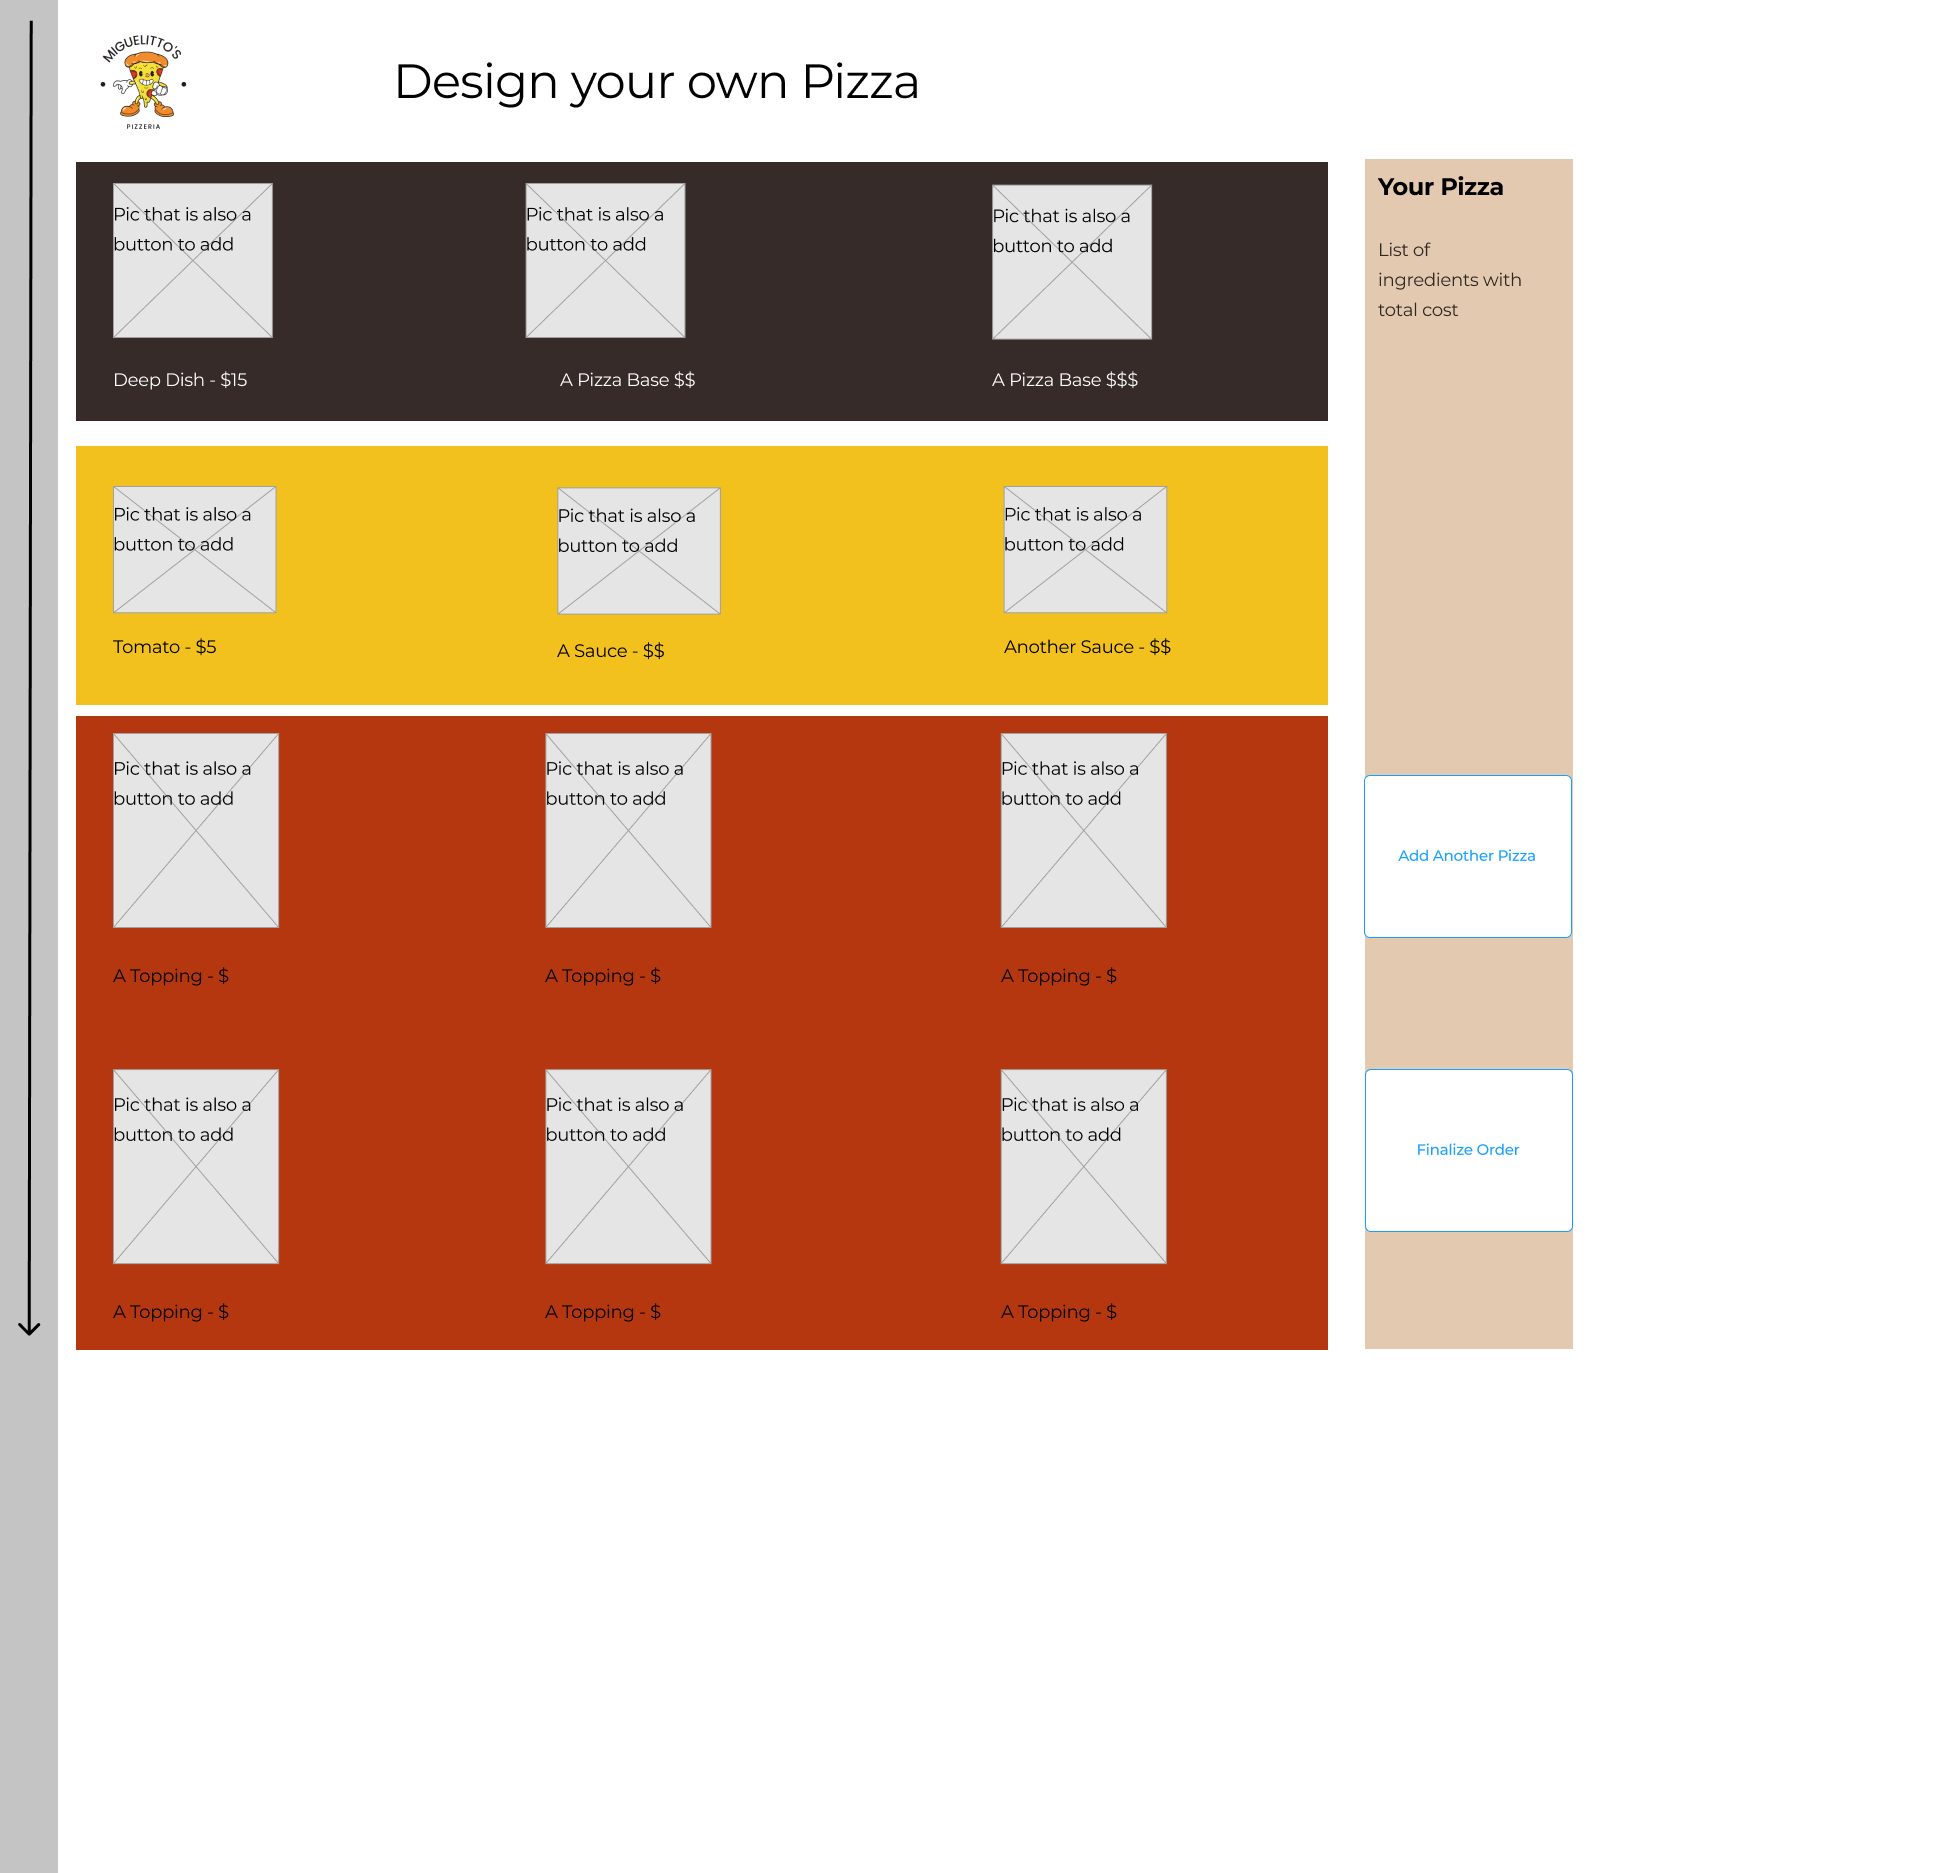 MIGUELITTO'S
PIZZERIA
Design your own Pizza
Pic that is also a
button to add
Pic that is also a
button to add
Pic that is also a
button to add
Deep Dish - $15
A Pizza Base $$
A Pizza Base $$$
Pic that is also a
button to add
Pic that is also a
button to add
Pic that is also a
button to add
Tomato - $5
A Sauce - $$
Another Sauce - $$
Pic that is also a
button to add
Pic that is also a
button to add
Pic that is also a
button to add
A Topping - $
A Topping - $
A Topping - $
Pic that is also a
button to add
Pic that is also a
button to add
Pic that is also a
button to add
A Topping - $
A Topping - $
A Topping - $
Your Pizza
List of
ingredients with
total cost
Add Another Pizza
Finalize Order